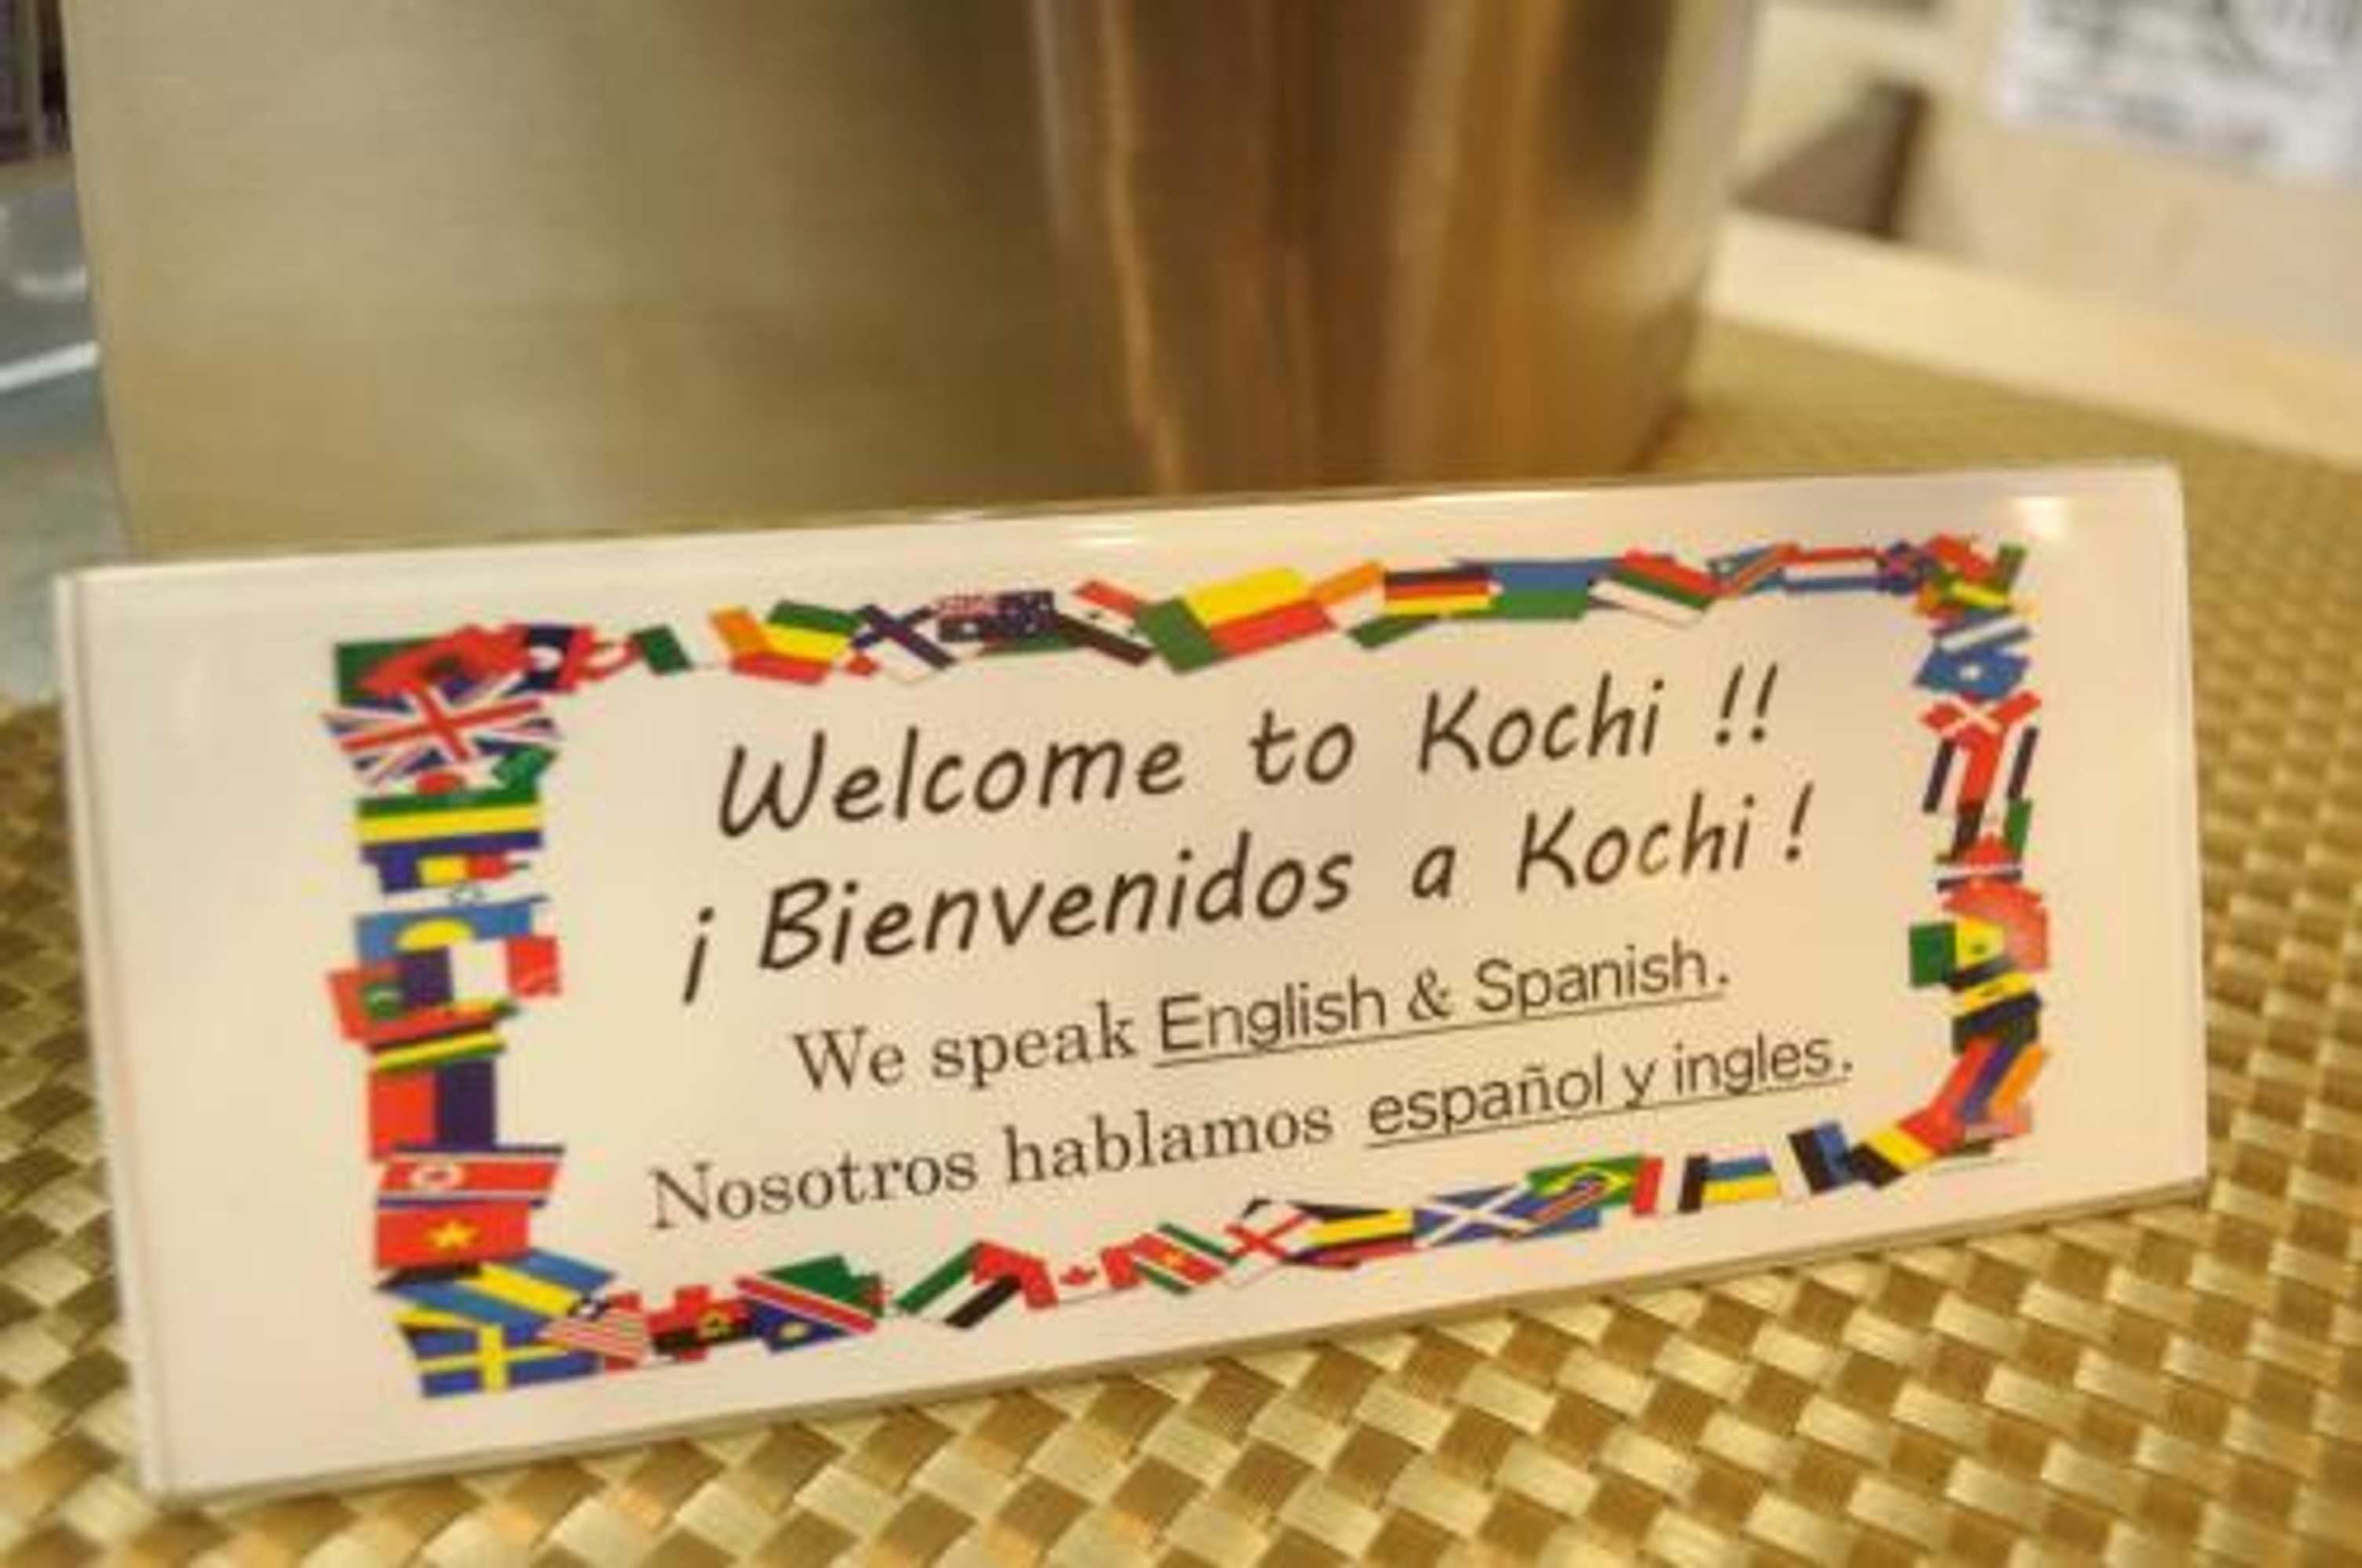 Welcome to Kochi !!
¡ Bienvenidos a Kochi !
We speak English & Spanish.
Nosotros hablamos español y ingles.